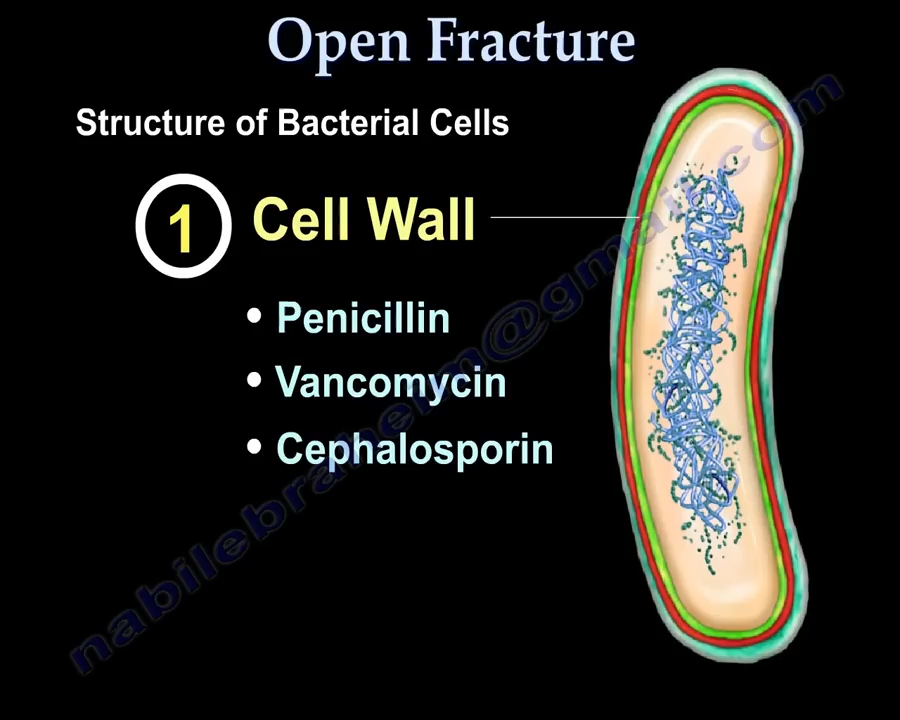 Open Fracture
Structure of Bacterial Cells
1 Cell Wall
• Penicillin
• Vancomycin
• Cephalosporin
nabilebraheim@gmail.com